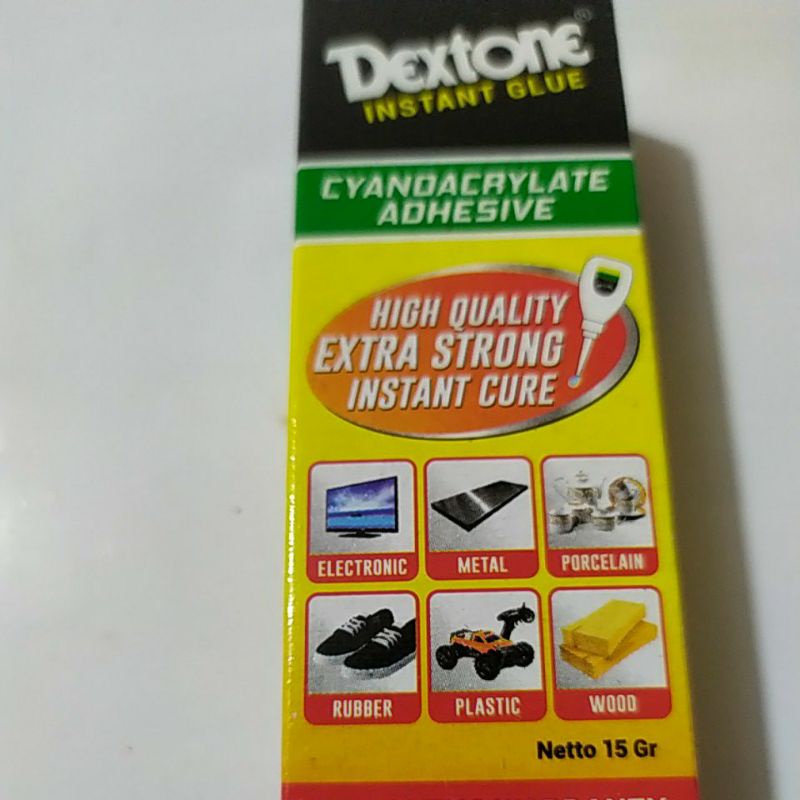 Dextone®
INSTANT GLUE
CYANOACRYLATE
ADHESIVE
HIGH QUALITY
EXTRA STRONG
INSTANT CURE
ELECTRONIC
METAL
PORCELAIN
RUBBER
PLASTIC
WOOD
Netto 15 Gr